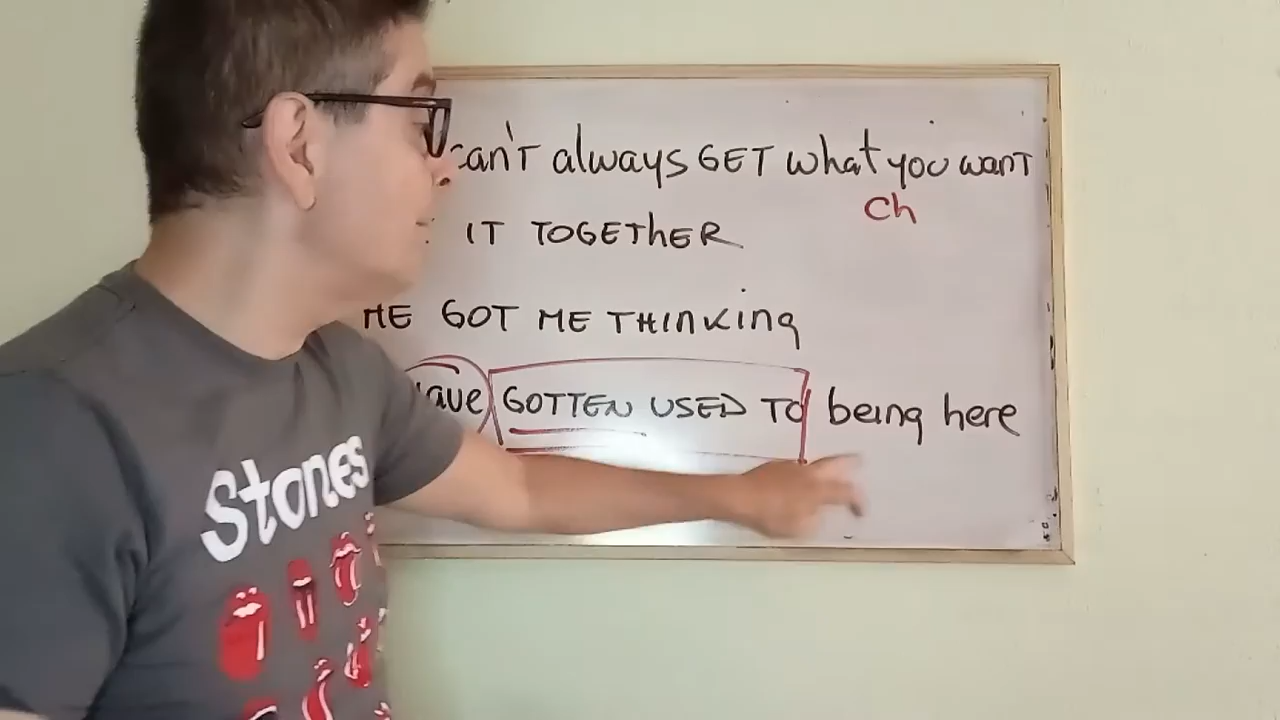 can't always GET what you want
ch
IT TOGETHER
ME GOT ME THINKING
GOTTEN USED TO being here
Stones